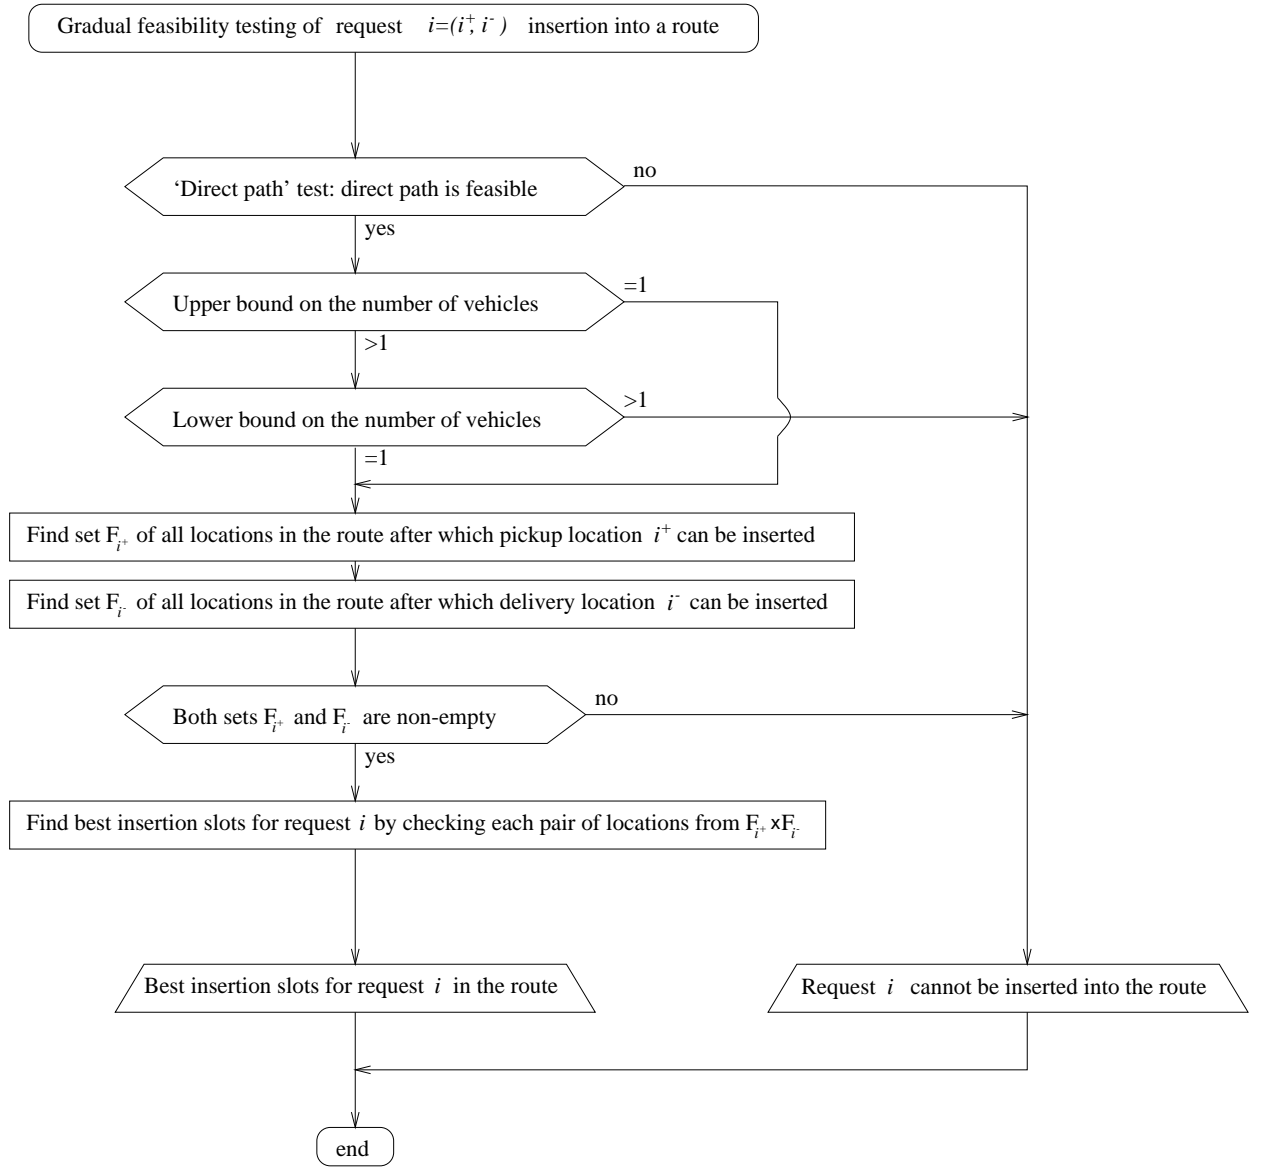 Gradual feasibility testing of request i=(i⁺, i⁻) insertion into a route
'Direct path' test: direct path is feasible
no
yes
Upper bound on the number of vehicles
=1
>1
Lower bound on the number of vehicles
>1
=1
Find set F_{i⁺} of all locations in the route after which pickup location i⁺ can be inserted
Find set F_{i⁻} of all locations in the route after which delivery location i⁻ can be inserted
Both sets F_{i⁺} and F_{i⁻} are non-empty
no
yes
Find best insertion slots for request i by checking each pair of locations from F_{i⁺} x F_{i⁻}
Best insertion slots for request i in the route
Request i cannot be inserted into the route
end